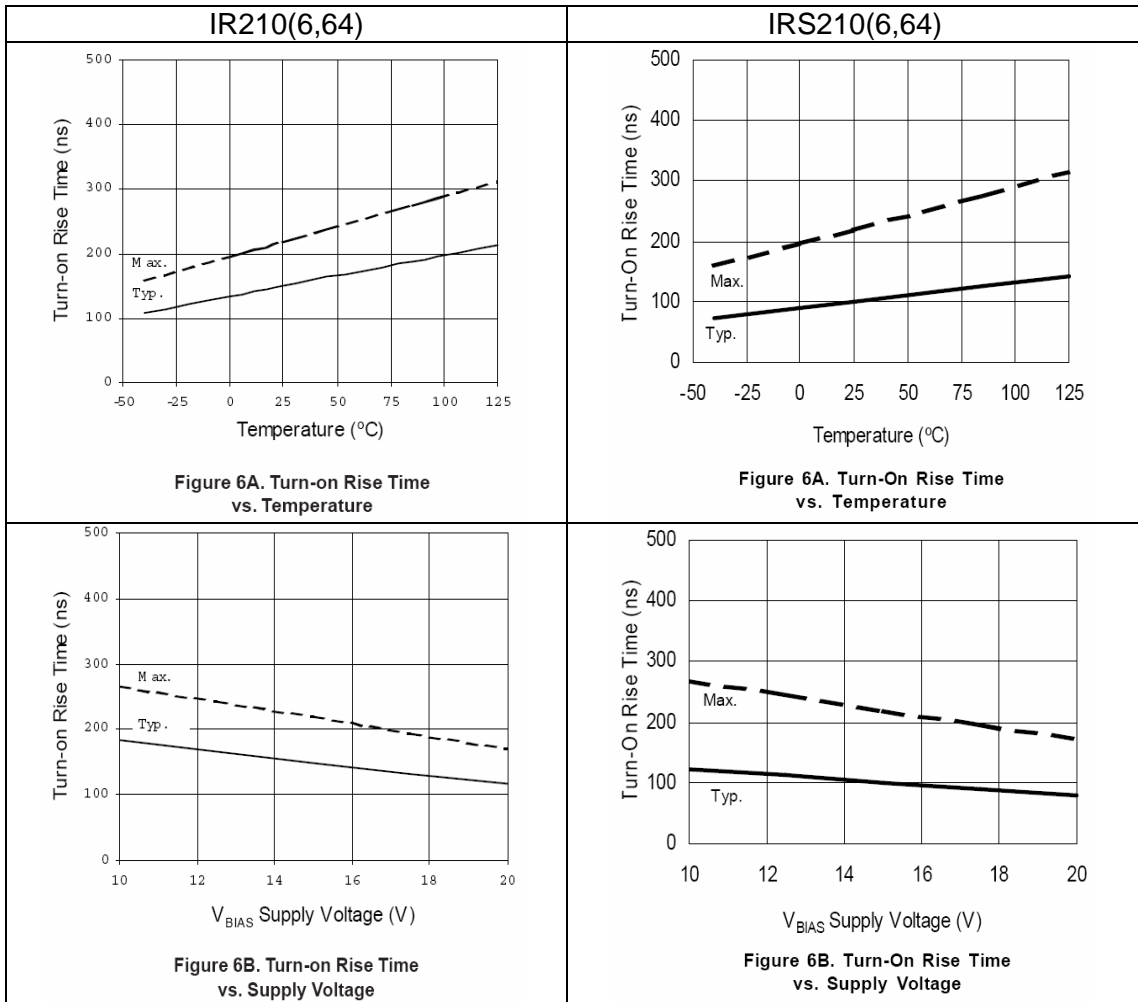 IR210(6,64)
IRS210(6,64)
500
400
300
200
100
0
Turn-on Rise Time (ns)
Max.
Typ.
-50 -25 0 25 50 75 100 125
Temperature (ºC)
Figure 6A. Turn-on Rise Time
vs. Temperature
500
400
300
200
100
0
Turn-On Rise Time (ns)
Max.
Typ.
-50 -25 0 25 50 75 100 125
Temperature (ºC)
Figure 6A. Turn-On Rise Time
vs. Temperature
500
400
300
200
100
0
Turn-on Rise Time (ns)
Max.
Typ.
10 12 14 16 18 20
VBIAS Supply Voltage (V)
Figure 6B. Turn-on Rise Time
vs. Supply Voltage
500
400
300
200
100
0
Turn-On Rise Time (ns)
Max.
Typ.
10 12 14 16 18 20
VBIAS Supply Voltage (V)
Figure 6B. Turn-On Rise Time
vs. Supply Voltage